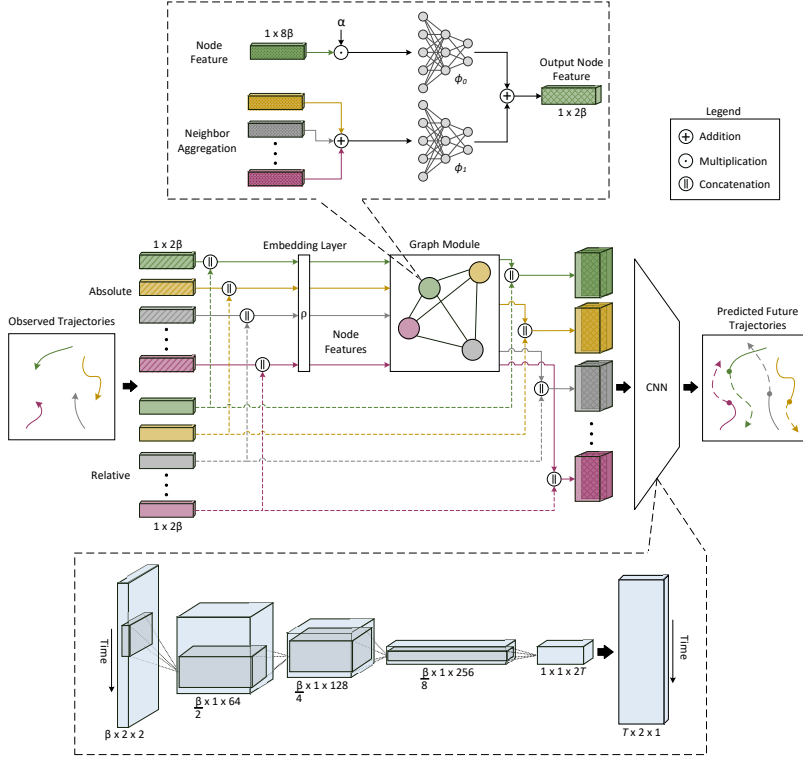 α
1 x 8β
Node
Feature
ϕ0
Output Node
Feature
1 x 2β
Neighbor
Aggregation
ϕ1
Legend
Addition
Multiplication
Concatenation
1 x 2β
Embedding Layer
Graph Module
Absolute
Observed Trajectories
ρ
Node
Features
Predicted Future
Trajectories
CNN
Relative
1 x 2β
Time
β x 2 x 2
β/2 x 1 x 64
β/4 x 1 x 128
β/8 x 1 x 256
1 x 1 x 2T
Time
T x 2 x 1